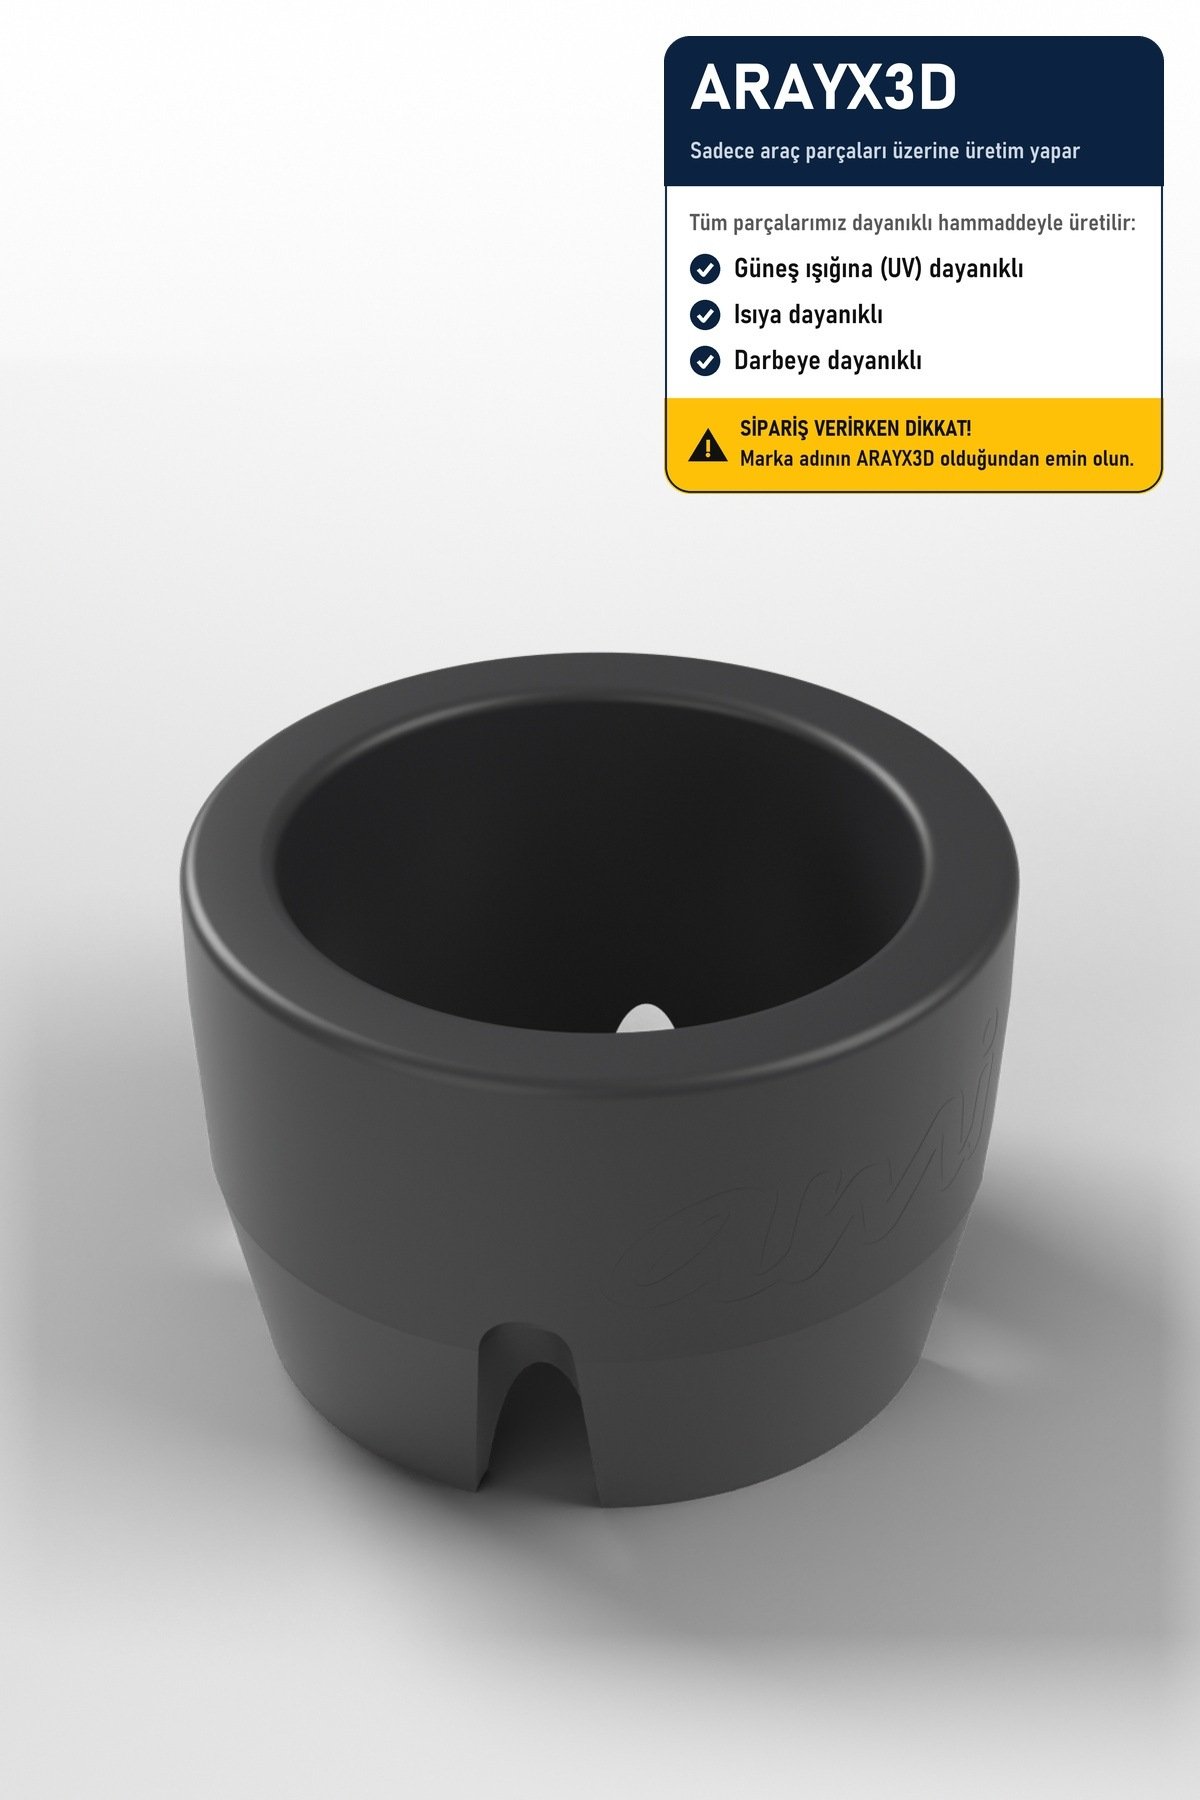 ARAYX3D
Sadece araç parçaları üzerine üretim yapar
Tüm parçalarımız dayanıklı hammaddeyle üretilir:
Güneş ışığına (UV) dayanıklı
Isıya dayanıklı
Darbeye dayanıklı
SİPARİŞ VERİRKEN DİKKAT!
Marka adının ARAYX3D olduğundan emin olun.